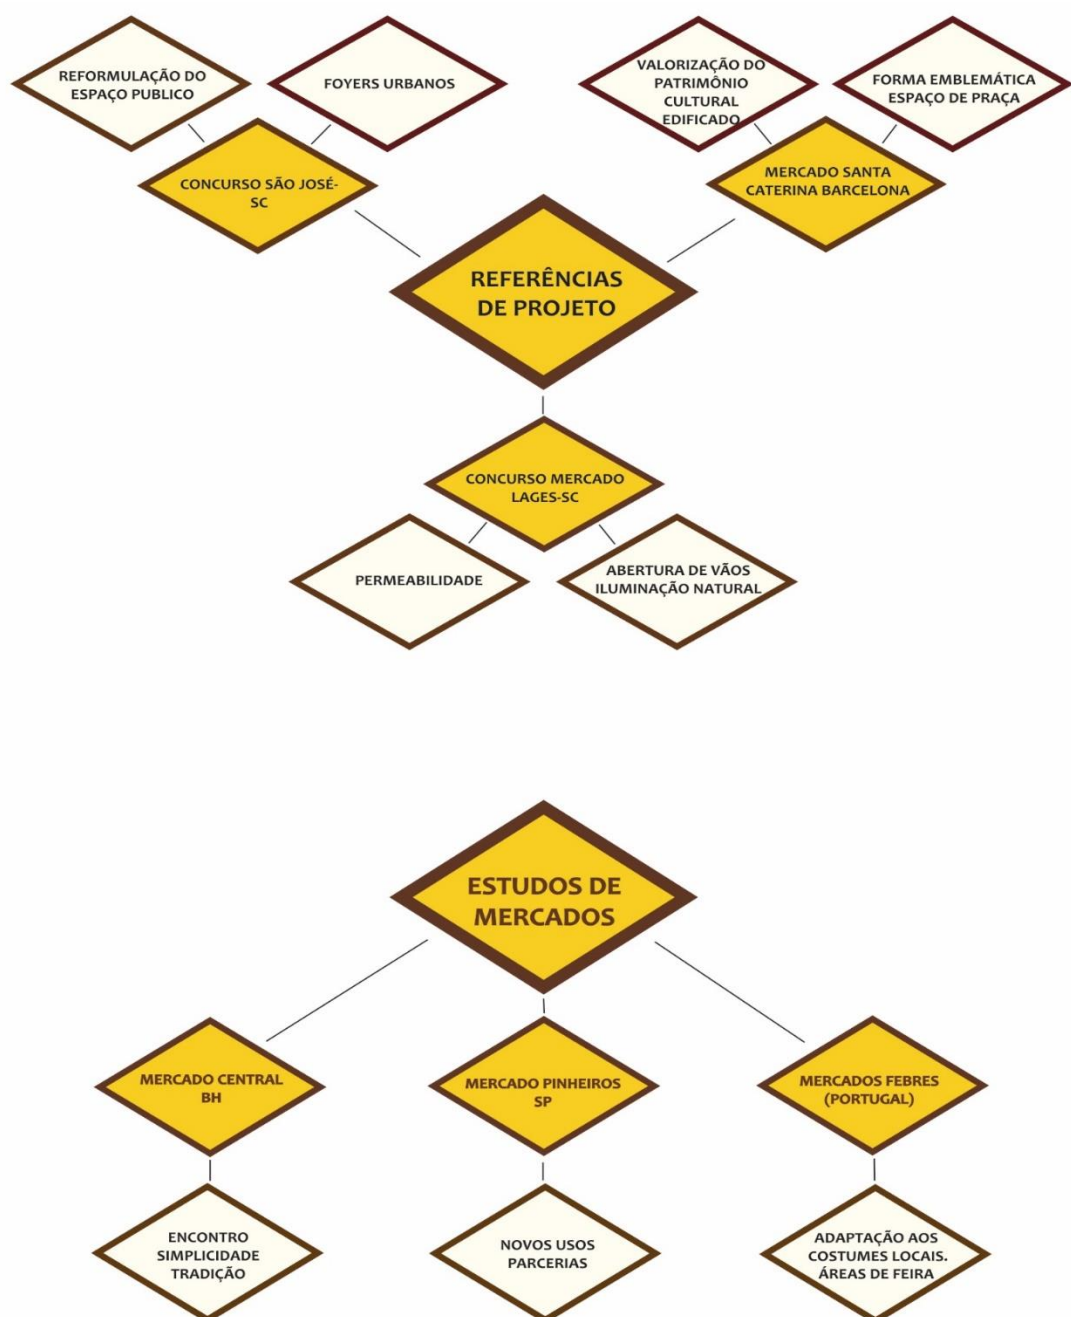 REFORMULAÇÃO DO
ESPAÇO PUBLICO
FOYERS URBANOS
VALORIZAÇÃO DO
PATRIMÔNIO
CULTURAL
EDIFICADO
FORMA EMBLEMÁTICA
ESPAÇO DE PRAÇA
CONCURSO SÃO JOSÉ-
SC
MERCADO SANTA
CATERINA BARCELONA
REFERÊNCIAS
DE PROJETO
CONCURSO MERCADO
LAGES-SC
PERMEABILIDADE
ABERTURA DE VÃOS
ILUMINAÇÃO NATURAL
ESTUDOS DE
MERCADOS
MERCADO CENTRAL
BH
MERCADO PINHEIROS
SP
MERCADOS FEBRES
(PORTUGAL)
ENCONTRO
SIMPLICIDADE
TRADIÇÃO
NOVOS USOS
PARCERIAS
ADAPTAÇÃO AOS
COSTUMES LOCAIS.
ÁREAS DE FEIRA